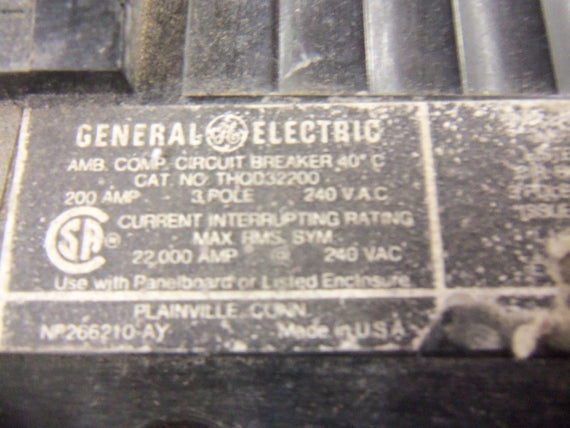 GENERAL GE ELECTRIC
AMB. COMP. CIRCUIT BREAKER 40° C
CAT. NO. THQD32200
200 AMP 3 POLE 240 V.A.C
SA ®
CURRENT INTERRUPTING RATING
MAX. RMS. SYM.
22,000 AMP @ 240 VAC
Use with Panelboard or Listed Enclosure
PLAINVILLE, CONN.
NP266210-AY Made in U.S.A.